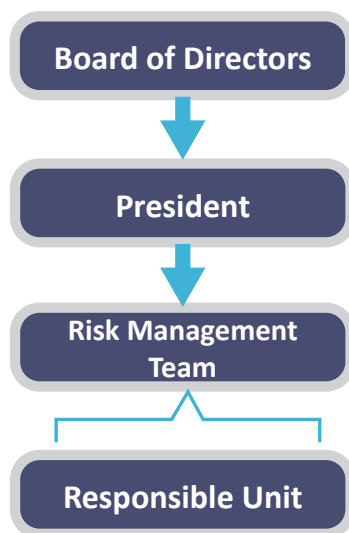 Board of Directors
President
Risk Management
Team
Responsible Unit